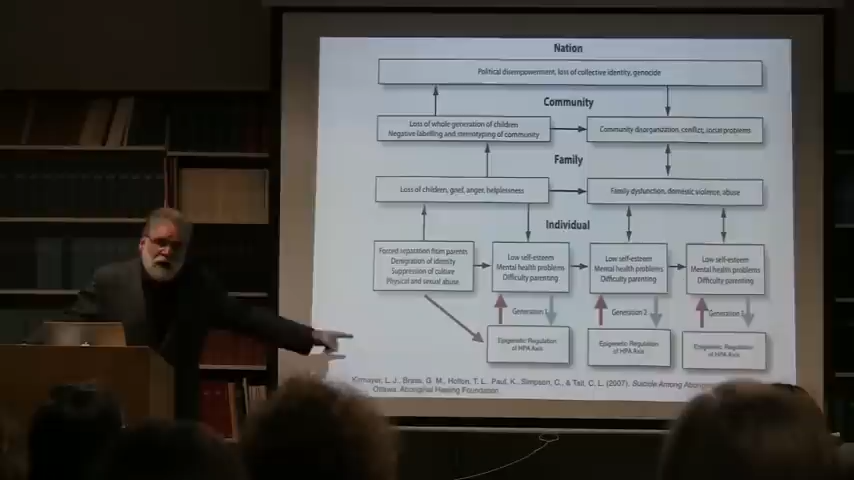 Nation
Political disempowerment, loss of collective identity, genocide
Community
Loss of whole generation of children
Negative labelling and stereotyping of community
Community disorganization, conflict, social problems
Family
Loss of children, grief, anger, helplessness
Family dysfunction, domestic violence, abuse
Individual
Forced separation from parents
Denigration of identity
Suppression of culture
Physical and sexual abuse
Low self-esteem
Mental health problems
Difficulty parenting
Low self-esteem
Mental health problems
Difficulty parenting
Low self-esteem
Mental health problems
Difficulty parenting
Generation 1
Generation 2
Generation
Epigenetic Regulation
of HPA Axis
Epigenetic Regulation
of HPA Axis
Epigenetic Regulation
of HPA Axis
Kirmayer, L. J., Brass, G. M., Holton, T. L., Paul, K., Simpson, C., & Tait, C. L. (2007). Suicide Among
Ottawa: Aboriginal Healing Foundation